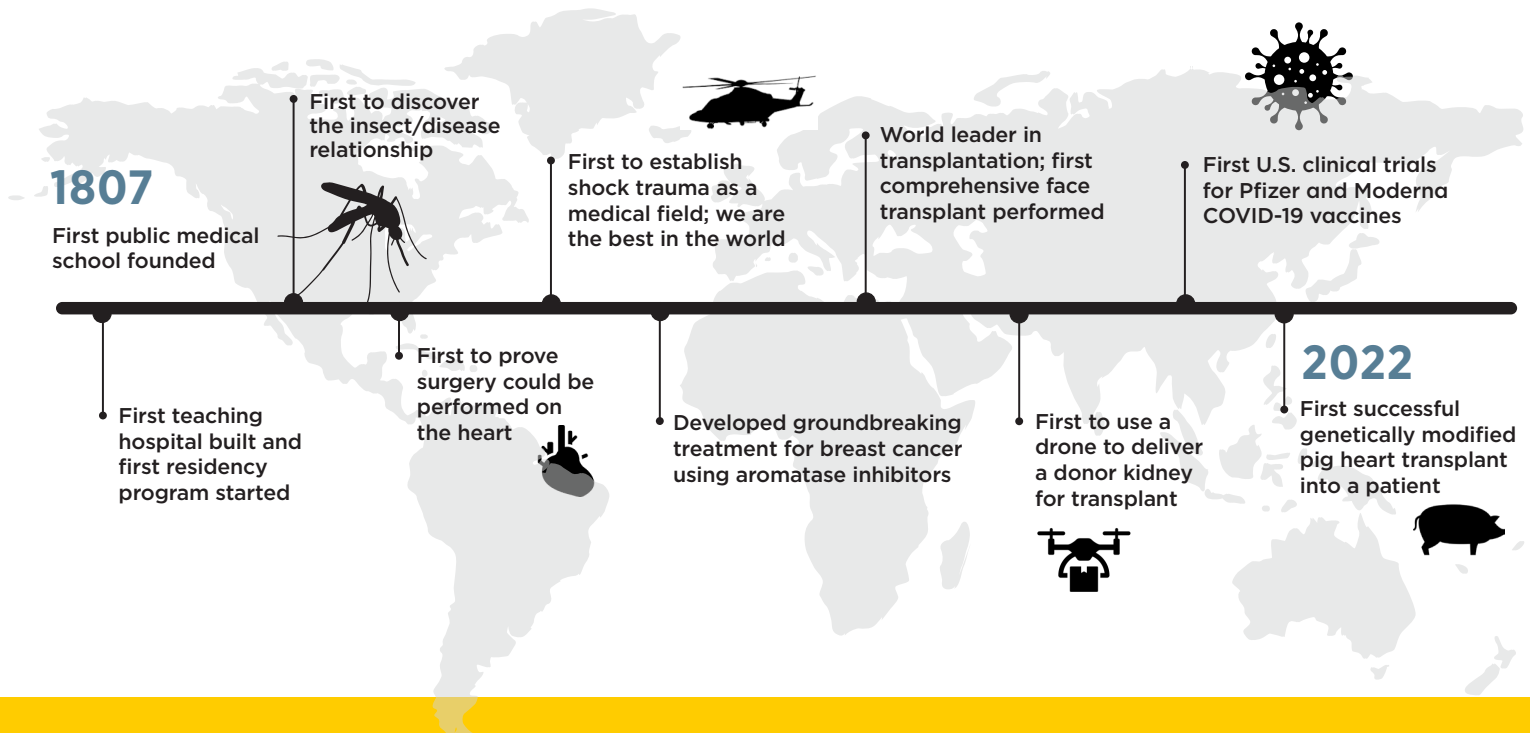 1807
First public medical
school founded
First teaching
hospital built and
first residency
program started
First to discover
the insect/disease
relationship
First to prove
surgery could be
performed on
the heart
First to establish
shock trauma as a
medical field; we are
the best in the world
Developed groundbreaking
treatment for breast cancer
using aromatase inhibitors
World leader in
transplantation; first
comprehensive face
transplant performed
First to use a
drone to deliver
a donor kidney
for transplant
First U.S. clinical trials
for Pfizer and Moderna
COVID-19 vaccines
2022
First successful
genetically modified
pig heart transplant
into a patient